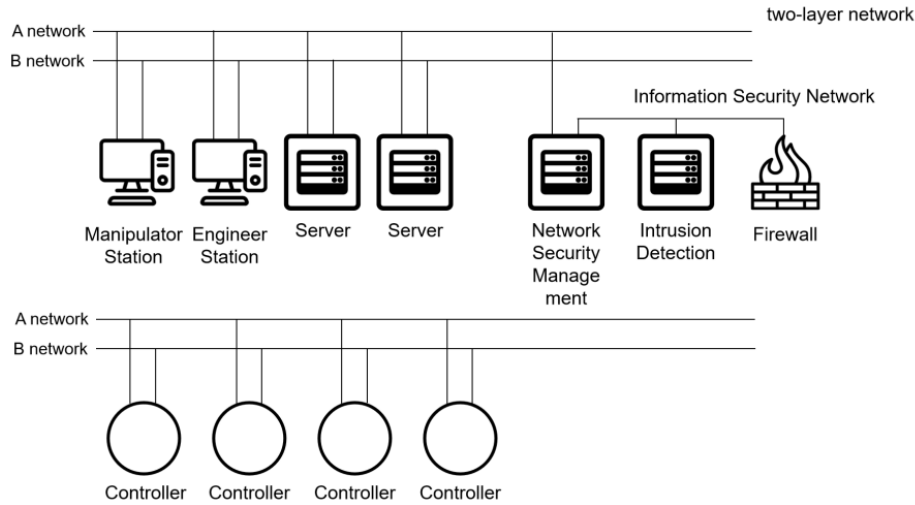 two-layer network
A network
B network
Information Security Network
Manipulator
Station
Engineer
Station
Server
Server
Network
Security
Manage
ment
Intrusion
Detection
Firewall
A network
B network
Controller
Controller
Controller
Controller